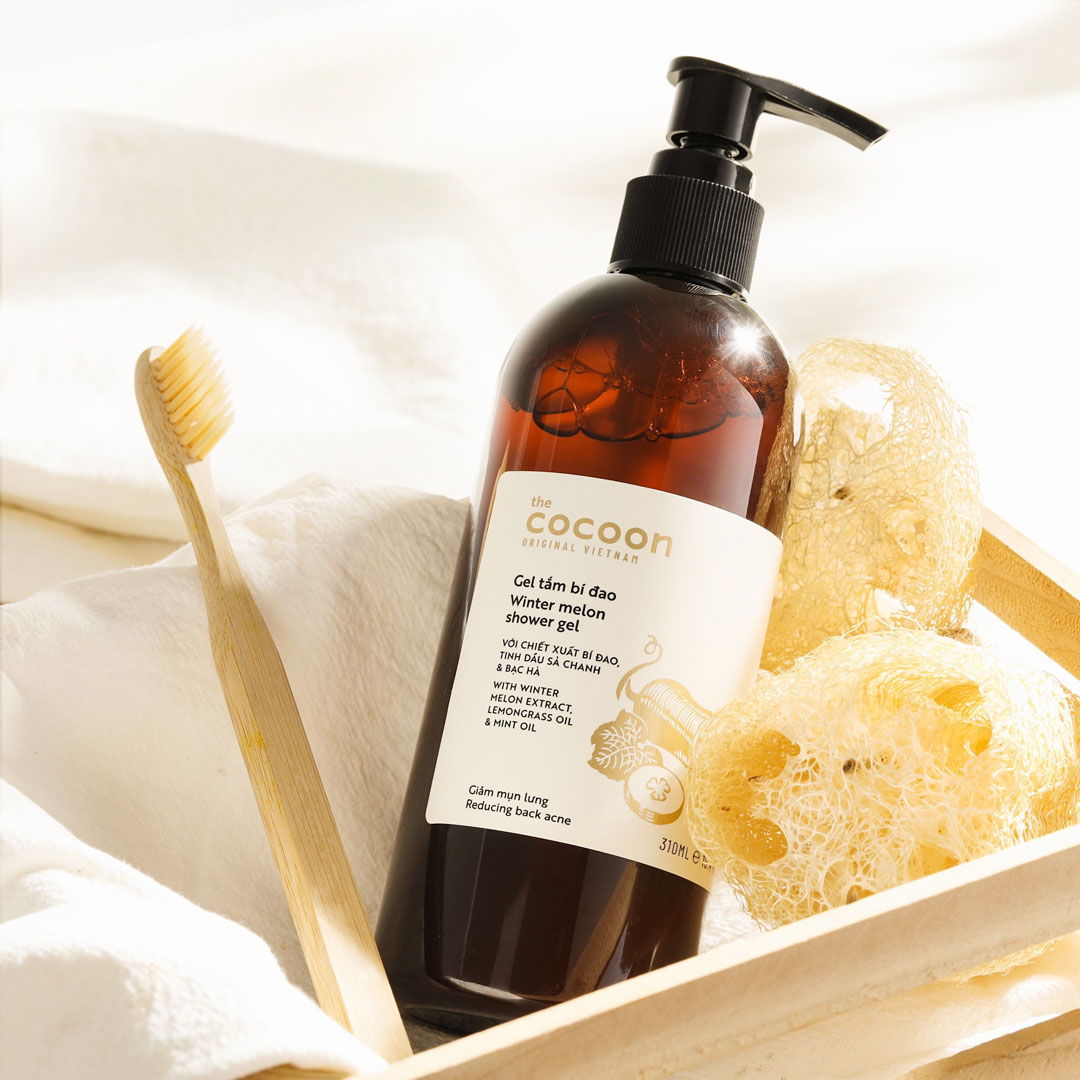 the
cocoon
ORIGINAL VIETNAM
Gel tắm bí đao
Winter melon
shower gel
VỚI CHIẾT XUẤT BÍ ĐAO,
TINH DẦU SẢ CHANH
& BẠC HÀ
WITH WINTER
MELON EXTRACT,
LEMONGRASS OIL
& MINT OIL
Giảm mụn lưng
Reducing back acne
310ML ℮